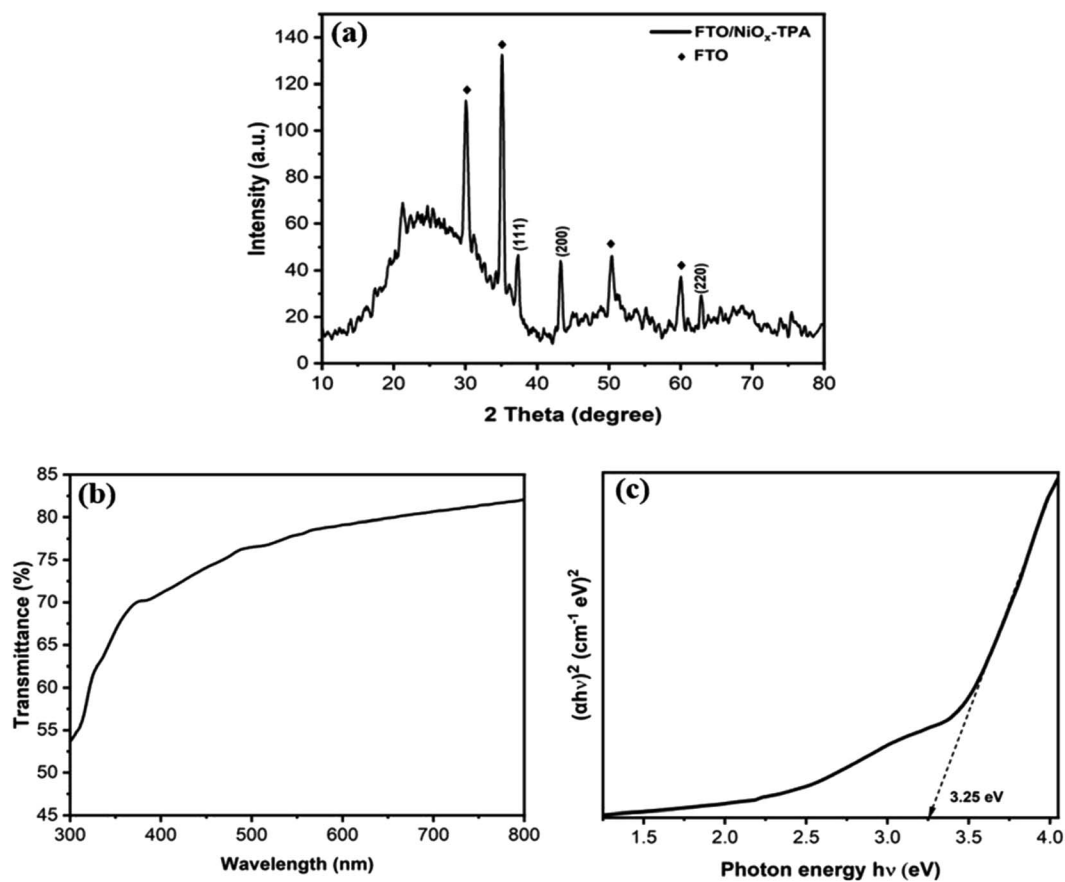 (a)
FTO/NiOₓ-TPA
FTO
Intensity (a.u.)
140
120
100
80
60
40
20
0
(111)
(200)
(220)
10 20 30 40 50 60 70 80
2 Theta (degree)
(b)
Transmittance (%)
85
80
75
70
65
60
55
50
45
300 400 500 600 700 800
Wavelength (nm)
(c)
(αhν)² (cm⁻¹ eV)²
3.25 eV
1.5 2.0 2.5 3.0 3.5 4.0
Photon energy hν (eV)